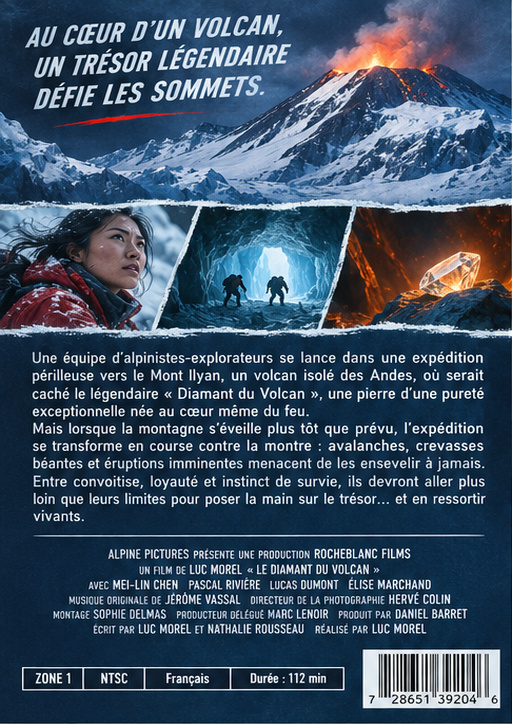 AU CŒUR D'UN VOLCAN,
UN TRÉSOR LÉGENDAIRE
DÉFIE LES SOMMETS.
Une équipe d'alpinistes-explorateurs se lance dans une expédition
périlleuse vers le Mont Ilyan, un volcan isolé des Andes, où serait
caché le légendaire « Diamant du Volcan », une pierre d'une pureté
exceptionnelle née au cœur même du feu.
Mais lorsque la montagne s'éveille plus tôt que prévu, l'expédition
se transforme en course contre la montre : avalanches, crevasses
béantes et éruptions imminentes menacent de les ensevelir à jamais.
Entre convoitise, loyauté et instinct de survie, ils devront aller plus
loin que leurs limites pour poser la main sur le trésor... et en ressortir
vivants.
ALPINE PICTURES PRÉSENTE UNE PRODUCTION ROCHEBLANC FILMS
UN FILM DE LUC MOREL « LE DIAMANT DU VOLCAN »
AVEC MEI-LIN CHEN PASCAL RIVIÈRE LUCAS DUMONT ÉLISE MARCHAND
MUSIQUE ORIGINALE DE JÉRÔME VASSAL DIRECTEUR DE LA PHOTOGRAPHIE HERVÉ COLIN
MONTAGE SOPHIE DELMAS PRODUCTEUR DÉLÉGUÉ MARC LENOIR PRODUIT PAR DANIEL BARRET
ÉCRIT PAR LUC MOREL ET NATHALIE ROUSSEAU RÉALISÉ PAR LUC MOREL
ZONE 1 NTSC Français Durée : 112 min
7 28651 39204 6